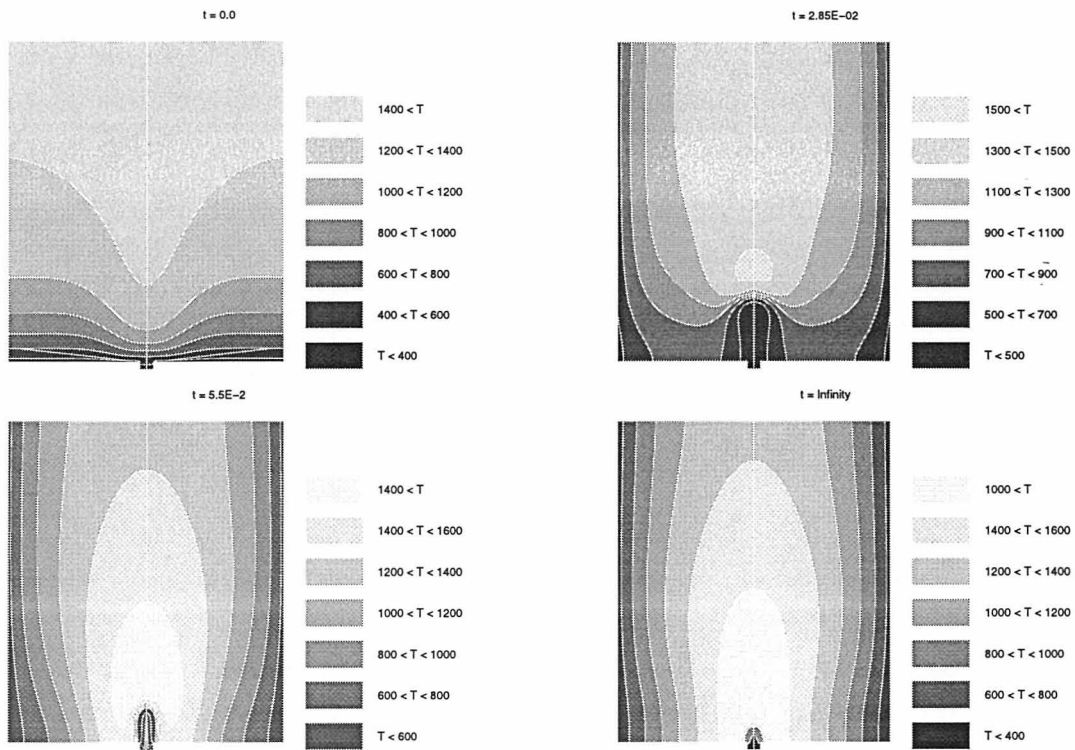 t = 0.0
1400 < T
1200 < T < 1400
1000 < T < 1200
800 < T < 1000
600 < T < 800
400 < T < 600
T < 400
t = 2.85E-02
1500 < T
1300 < T < 1500
1100 < T < 1300
900 < T < 1100
700 < T < 900
500 < T < 700
T < 500
t = 5.5E-2
1400 < T
1400 < T < 1600
1200 < T < 1400
1000 < T < 1200
800 < T < 1000
600 < T < 800
T < 600
t = Infinity
1000 < T
1400 < T < 1600
1200 < T < 1400
1000 < T < 1200
800 < T < 1000
600 < T < 800
T < 400